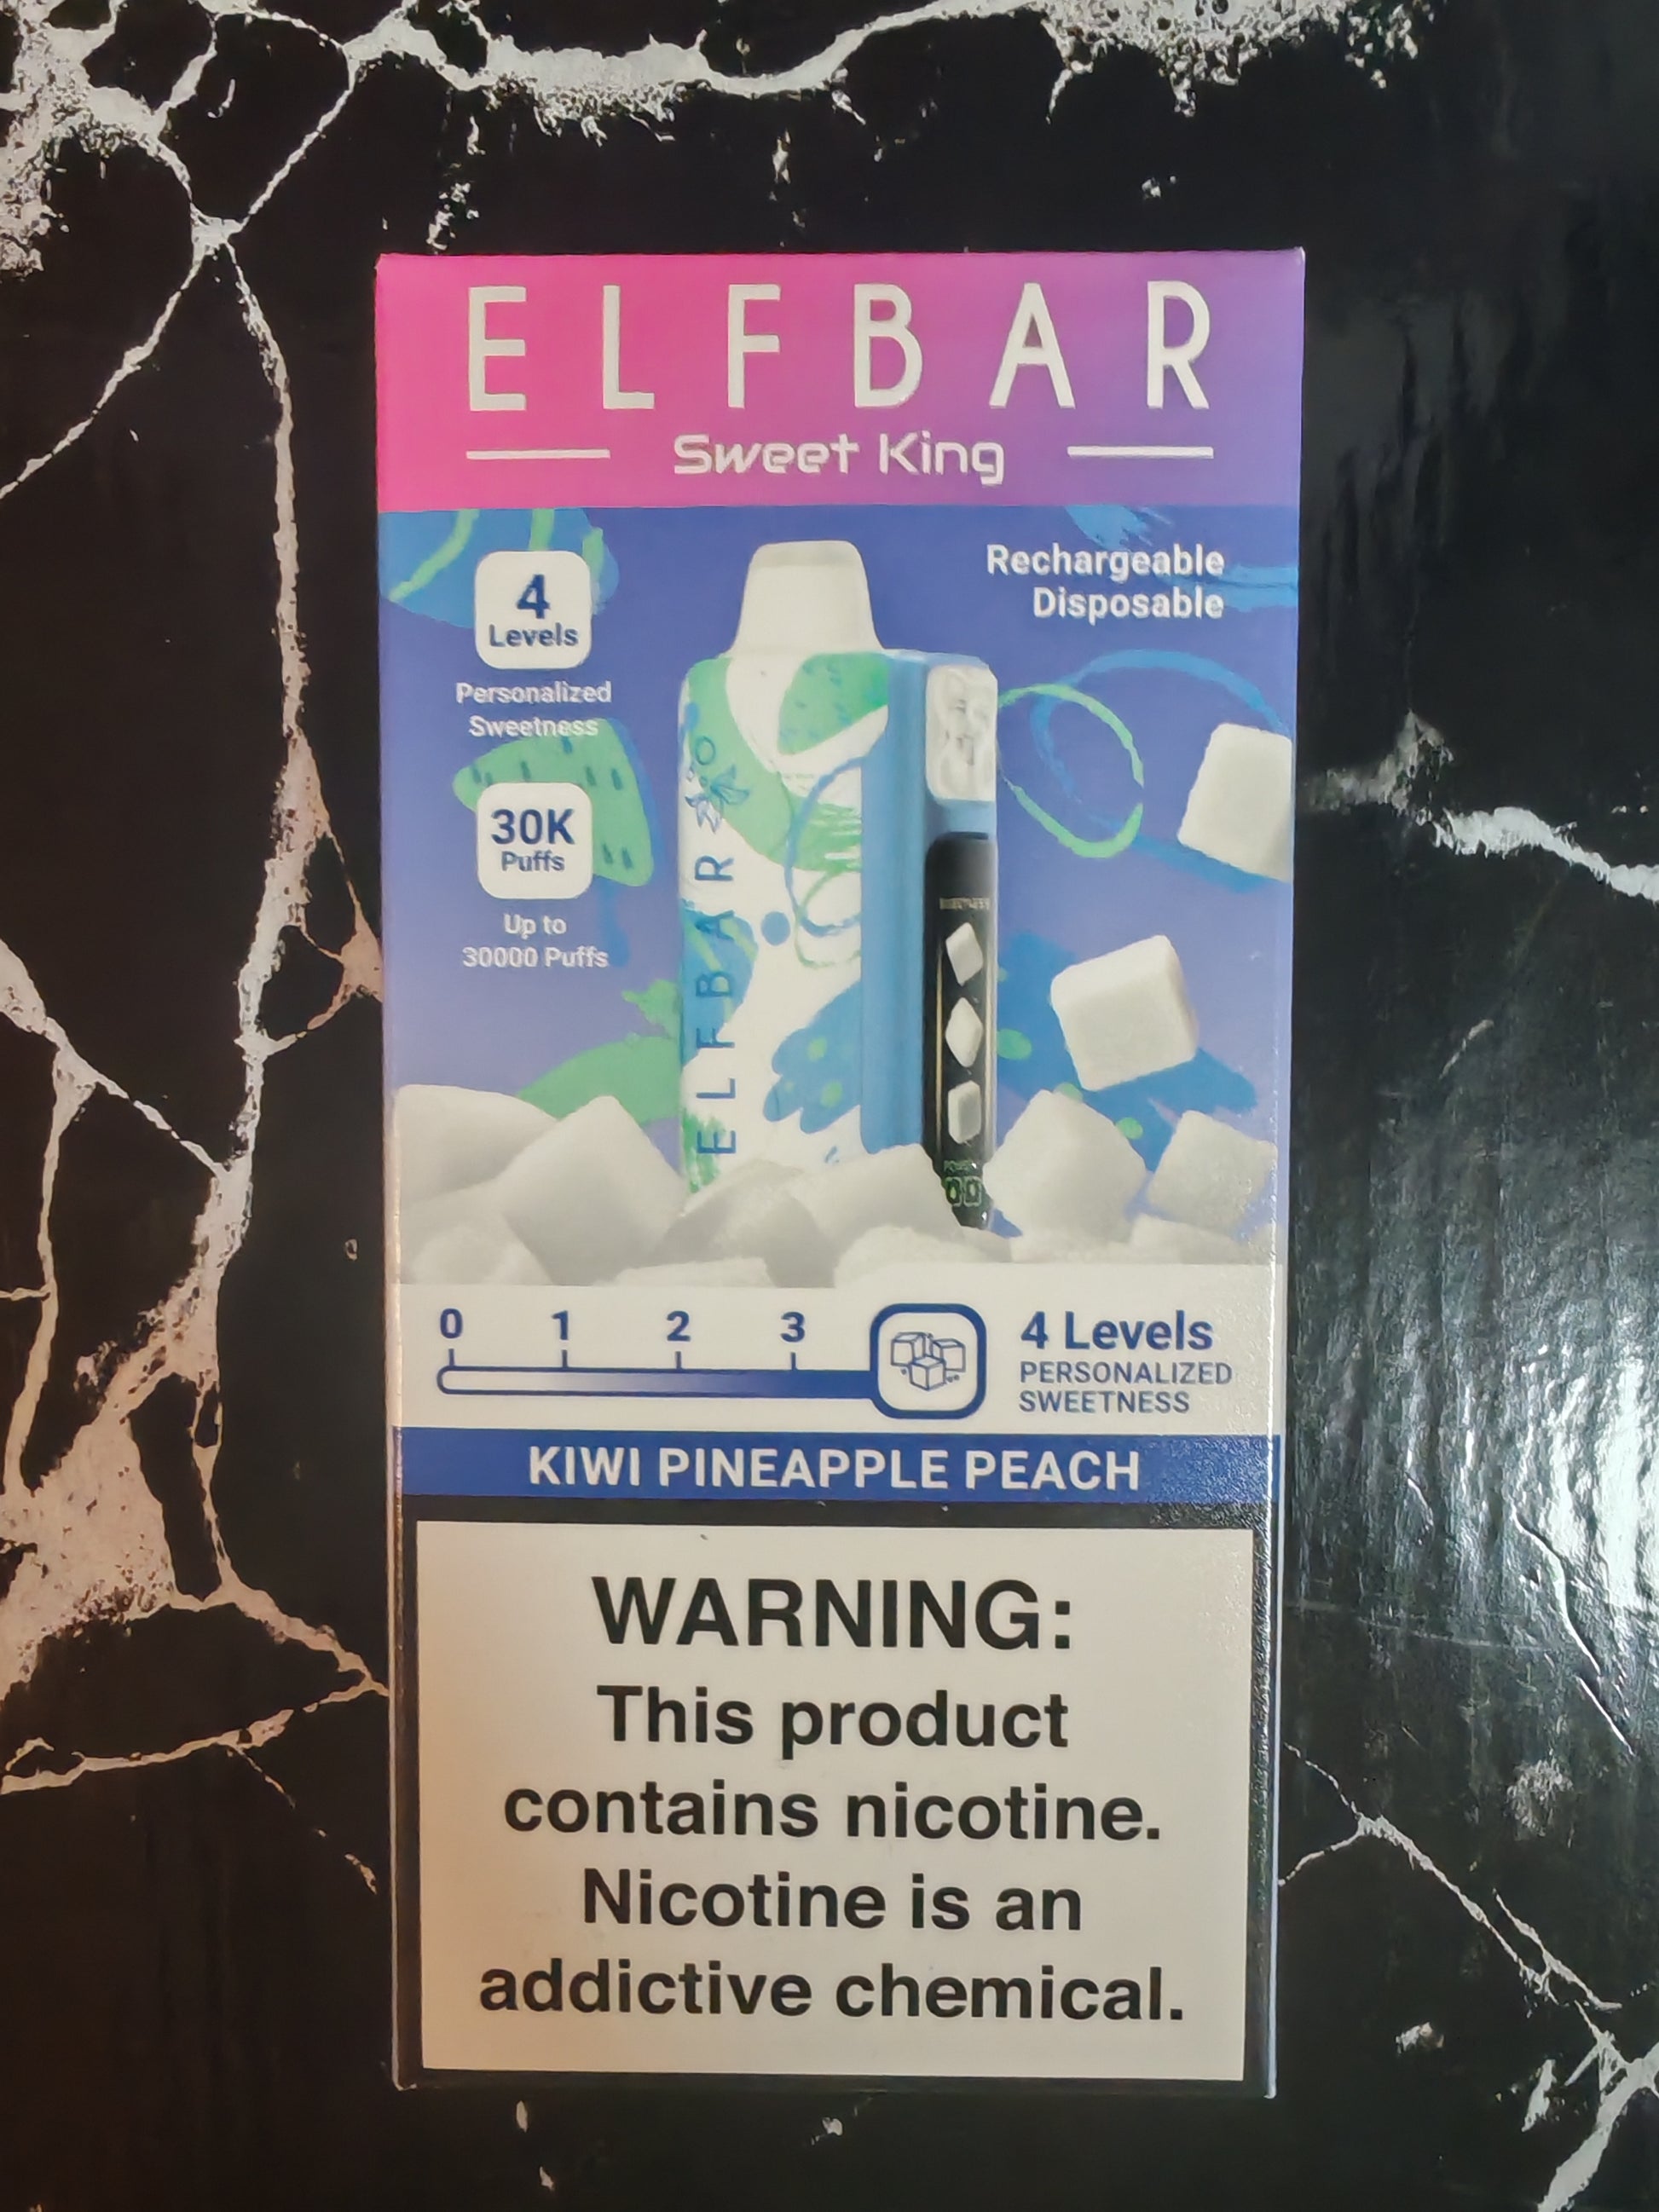 ELFBAR
Sweet King
Rechargeable
Disposable
4
Levels
Personalized
Sweetness
30K
Puffs
Up to
30000 Puffs
ELFBAR
0 1 2 3
4 Levels
PERSONALIZED
SWEETNESS
KIWI PINEAPPLE PEACH
WARNING:
This product
contains nicotine.
Nicotine is an
addictive chemical.